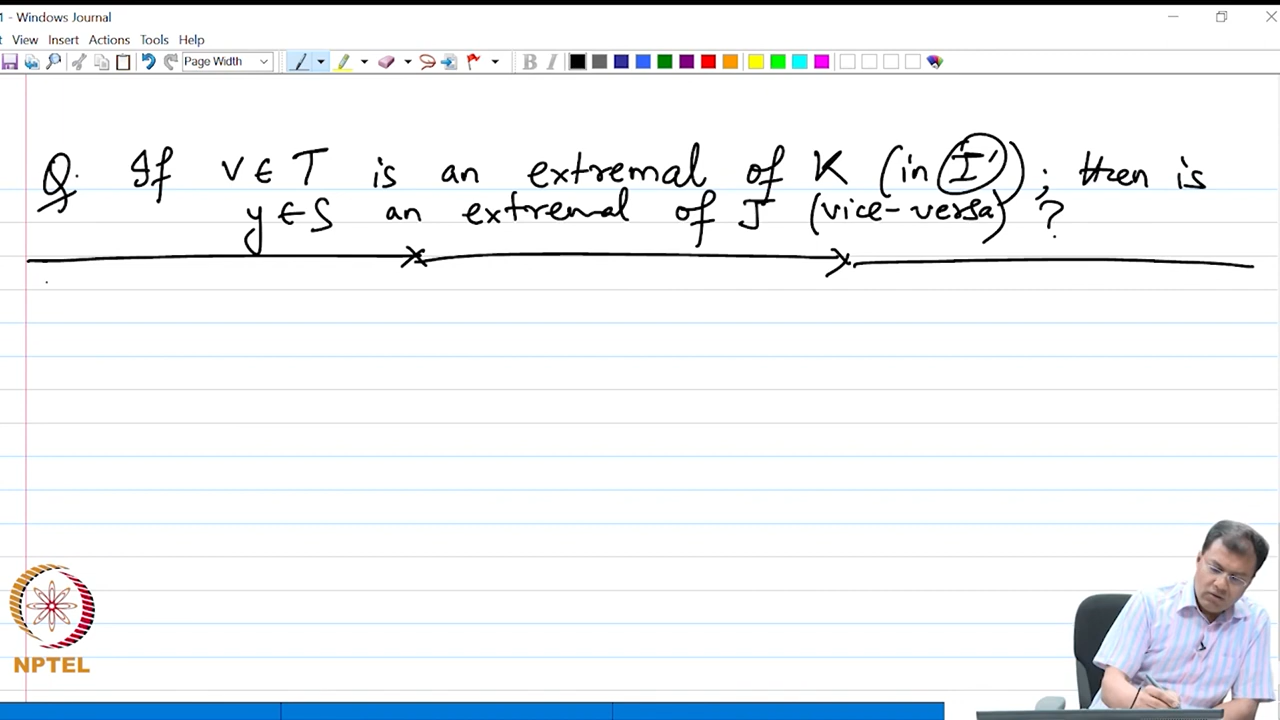 1 - Windows Journal
t View Insert Actions Tools Help
Page Width
B I
Q. If v ∈ T is an extremal of K (in I'); then is
y ∈ S an extremal of J (vice-versa) ?
NPTEL